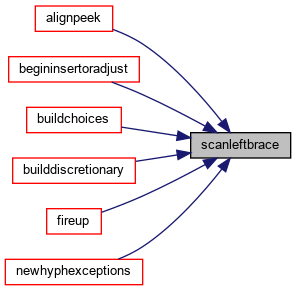 alignpeek
begininsertoradjust
buildchoices
scanleftbrace
builddiscretionary
fireup
newhyphexceptions